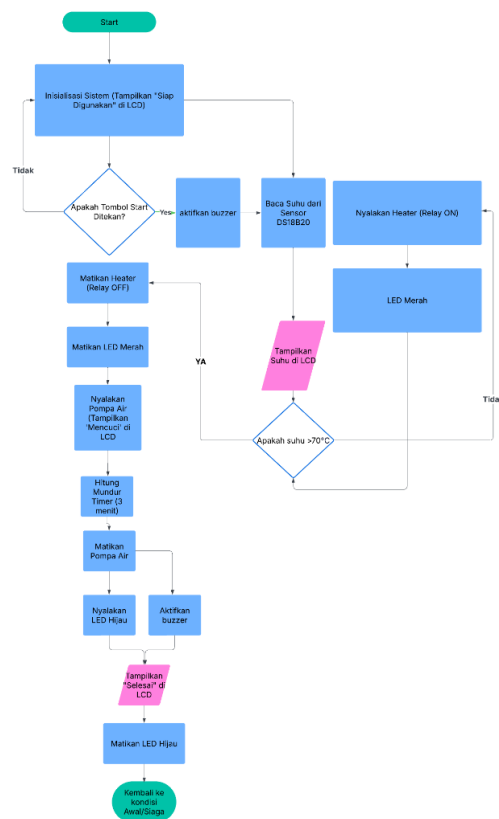 Start
Inisialisasi Sistem (Tampilkan "Siap
Digunakan" di LCD)
Tidak
Apakah Tombol Start
Ditekan?
Yes
aktifkan buzzer
Baca Suhu dari
Sensor
DS18B20
Nyalakan Heater (Relay ON)
LED Merah
Tampilkan
Suhu di LCD
Apakah suhu >70°C
Tida
YA
Matikan Heater
(Relay OFF)
Matikan LED Merah
Nyalakan
Pompa Air
(Tampilkan
'Mencuci' di
LCD
Hitung
Mundur
Timer (3
menit)
Matikan
Pompa Air
Nyalakan
LED Hijau
Aktifkan
buzzer
Tampilkan
"Selesai" di
LCD
Matikan LED Hijau
Kembali ke
kondisi
Awal/Siaga